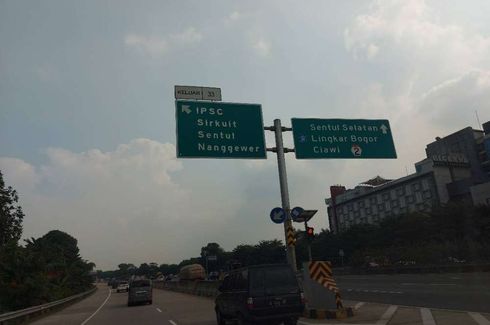 KELUAR 33
IPSC
Sirkuit
Sentul
Nanggewer
Sentul Selatan
Lingkar Bogor
Ciawi 2